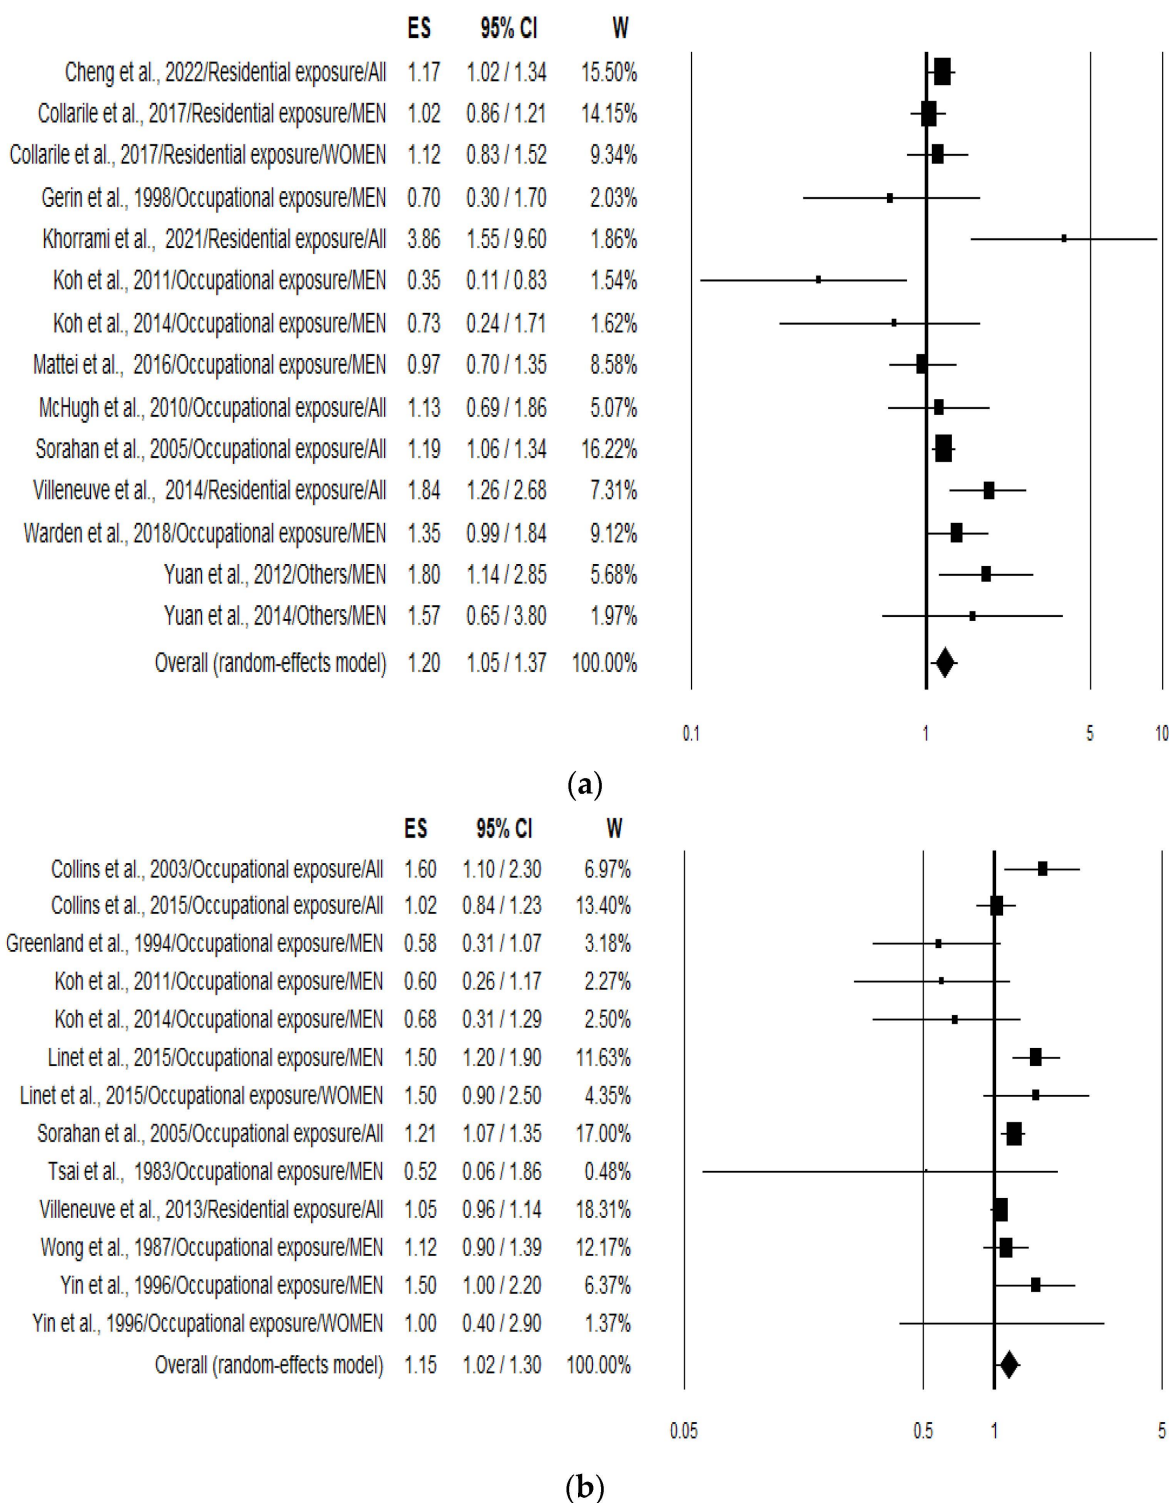 ES 95% CI W
Cheng et al., 2022/Residential exposure/All 1.17 1.02 / 1.34 15.50%
Collarile et al., 2017/Residential exposure/MEN 1.02 0.86 / 1.21 14.15%
Collarile et al., 2017/Residential exposure/WOMEN 1.12 0.83 / 1.52 9.34%
Gerin et al., 1998/Occupational exposure/MEN 0.70 0.30 / 1.70 2.03%
Khorrami et al., 2021/Residential exposure/All 3.86 1.55 / 9.60 1.86%
Koh et al., 2011/Occupational exposure/MEN 0.35 0.11 / 0.83 1.54%
Koh et al., 2014/Occupational exposure/MEN 0.73 0.24 / 1.71 1.62%
Mattei et al., 2016/Occupational exposure/MEN 0.97 0.70 / 1.35 8.58%
McHugh et al., 2010/Occupational exposure/All 1.13 0.69 / 1.86 5.07%
Sorahan et al., 2005/Occupational exposure/All 1.19 1.06 / 1.34 16.22%
Villeneuve et al., 2014/Residential exposure/All 1.84 1.26 / 2.68 7.31%
Warden et al., 2018/Occupational exposure/MEN 1.35 0.99 / 1.84 9.12%
Yuan et al., 2012/Others/MEN 1.80 1.14 / 2.85 5.68%
Yuan et al., 2014/Others/MEN 1.57 0.65 / 3.80 1.97%
Overall (random-effects model) 1.20 1.05 / 1.37 100.00%
0.1 1 5 10
(a)
ES 95% CI W
Collins et al., 2003/Occupational exposure/All 1.60 1.10 / 2.30 6.97%
Collins et al., 2015/Occupational exposure/All 1.02 0.84 / 1.23 13.40%
Greenland et al., 1994/Occupational exposure/MEN 0.58 0.31 / 1.07 3.18%
Koh et al., 2011/Occupational exposure/MEN 0.60 0.26 / 1.17 2.27%
Koh et al., 2014/Occupational exposure/MEN 0.68 0.31 / 1.29 2.50%
Linet et al., 2015/Occupational exposure/MEN 1.50 1.20 / 1.90 11.63%
Linet et al., 2015/Occupational exposure/WOMEN 1.50 0.90 / 2.50 4.35%
Sorahan et al., 2005/Occupational exposure/All 1.21 1.07 / 1.35 17.00%
Tsai et al., 1983/Occupational exposure/MEN 0.52 0.06 / 1.86 0.48%
Villeneuve et al., 2013/Residential exposure/All 1.05 0.96 / 1.14 18.31%
Wong et al., 1987/Occupational exposure/MEN 1.12 0.90 / 1.39 12.17%
Yin et al., 1996/Occupational exposure/MEN 1.50 1.00 / 2.20 6.37%
Yin et al., 1996/Occupational exposure/WOMEN 1.00 0.40 / 2.90 1.37%
Overall (random-effects model) 1.15 1.02 / 1.30 100.00%
0.05 0.5 1 5
(b)